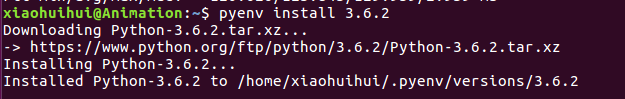 xiaohuihui@Animation:~$ pyenv install 3.6.2
Downloading Python-3.6.2.tar.xz...
-> https://www.python.org/ftp/python/3.6.2/Python-3.6.2.tar.xz
Installing Python-3.6.2...
Installed Python-3.6.2 to /home/xiaohuihui/.pyenv/versions/3.6.2